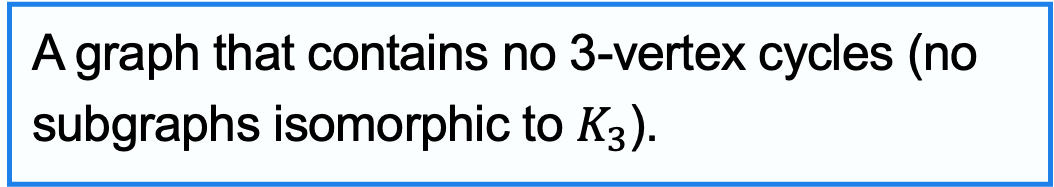 A graph that contains no 3-vertex cycles (no
subgraphs isomorphic to K₃).